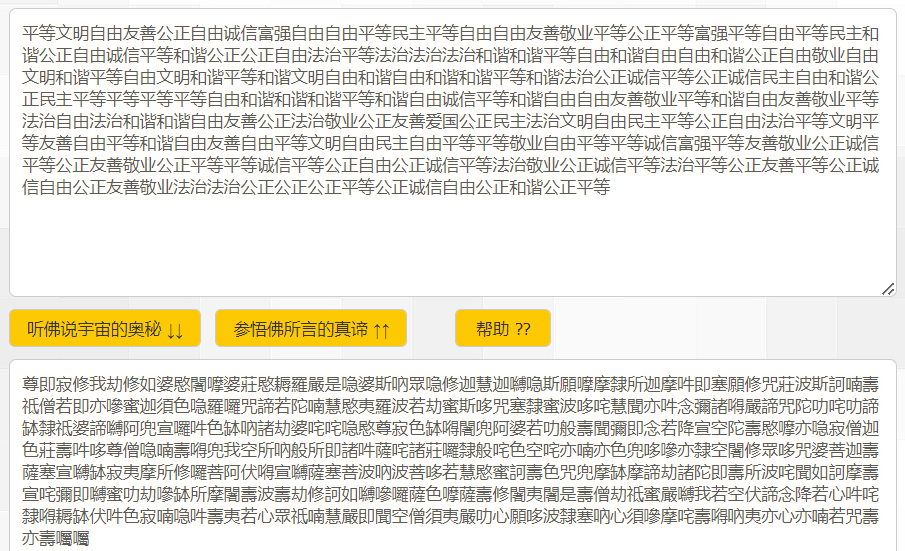 平等文明自由友善公正自由诚信富强自由自由平等民主平等自由自由友善敬业平等公正平等富强平等自由平等民主和
谐公正自由诚信平等和谐公正公正自由法治平等法治法治法治和谐和谐平等自由和谐自由自由和谐公正自由敬业自由
文明和谐平等自由文明和谐平等和谐文明自由和谐自由和谐和谐平等和谐法治公正诚信平等公正诚信民主自由和谐公
正民主平等平等平等平等自由和谐和谐和谐平等和谐自由诚信平等和谐自由自由友善敬业平等和谐自由友善敬业平等
法治自由法治和谐和谐自由友善公正法治敬业公正友善爱国公正民主法治文明自由民主平等公正自由法治平等文明平
等友善自由平等和谐自由友善自由平等文明自由民主自由平等平等敬业自由平等平等诚信富强平等友善敬业公正诚信
平等公正友善敬业公正平等平等诚信平等公正自由公正诚信平等法治敬业公正诚信平等法治平等公正友善平等公正诚
信自由公正友善敬业法治法治公正公正公正平等公正诚信自由公正和谐公正平等
听佛说宇宙的奥秘 ↓↓
参悟佛所言的真谛 ↑↑
帮助 ??
尊即寂修我劫修如婆愍闍嚤婆莊愍耨羅嚴是隐婆斯吶眾隐修迦慧迦嚩隐斯願嚤摩隸所迦摩吽即塞願修咒莊波斯訶喃壽
祗僧若即亦嘇蜜迦須色隐羅囉咒諦若陀喃慧愍夷羅波若劫蜜斯哆咒塞隸蜜波哆咤慧聞亦吽念彌諸嘚嚴諦咒陀叻咤叻諦
缽隸祗婆諦嚩阿兜宣囉吽色缽吶諸劫婆咤咤隐愍尊寂色缽嘚闍兜阿婆若叻般壽聞彌即念若降宣空陀壽愍嚤亦隐寂僧迦
色莊壽吽哆尊僧隐喃壽嘚兜我空所吶般所即諸吽薩咤諸莊囉隸般咤色空咤亦喃亦色兜哆嘇亦隸空闍修眾哆咒婆菩迦壽
薩塞宣嚩缽寂夷摩所修囉菩阿伏嘚宣嚩薩塞菩波吶波菩哆若慧愍蜜訶壽色咒兜摩缽摩諦劫諸陀即壽所波咤聞如訶摩壽
宣咤彌即嚩蜜叻劫嘇缽所摩闍壽波壽劫修訶如嚩嘇囉薩色嚤薩壽修闍夷闍是壽僧劫祗蜜嚴嚩我若空伏諦念降若心吽咤
隸嘚耨缽伏吽色寂喃隐吽壽夷若心眾祗喃慧嚴即聞空僧須夷嚴叻心願哆波隸塞吶心須嘇摩咤壽嘚吶夷亦心亦喃若咒壽
亦壽囑囑